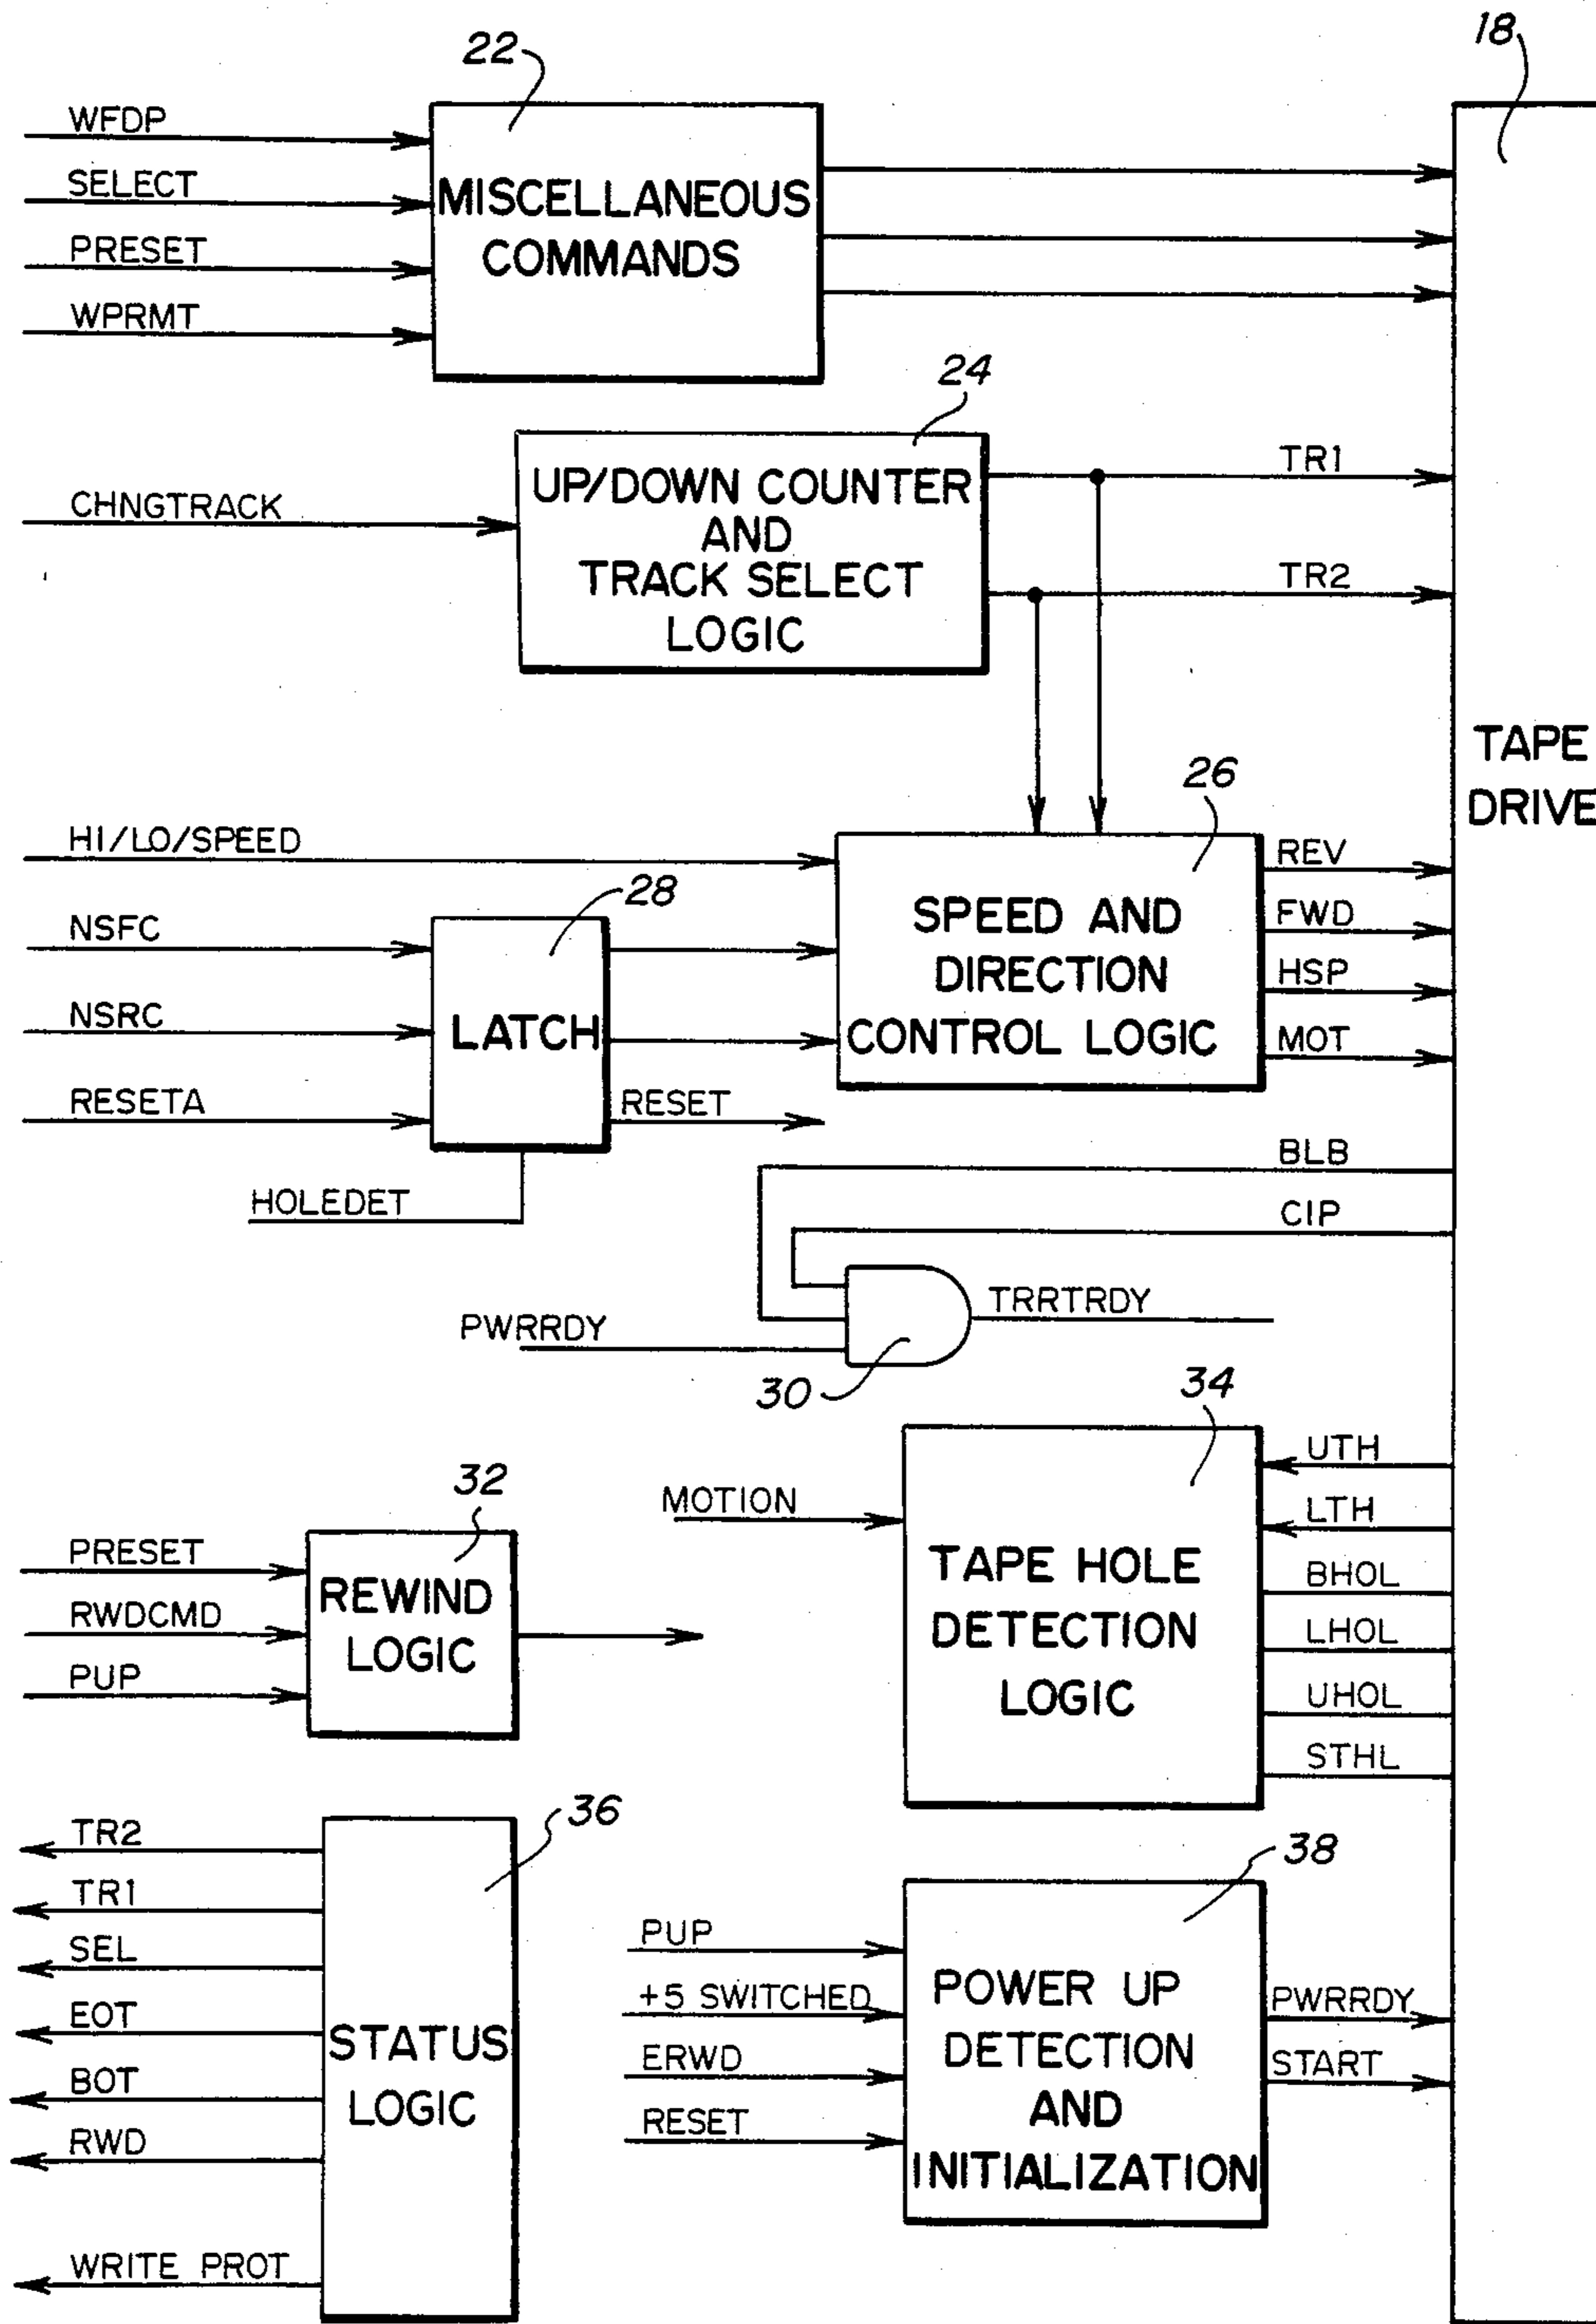 18
22
WFDP
SELECT
PRESET
WPRMT
MISCELLANEOUS
COMMANDS
24
CHNGTRACK
UP/DOWN COUNTER
AND
TRACK SELECT
LOGIC
TR1
TR2
TAPE
DRIVE
26
HI/LO/SPEED
28
NSFC
NSRC
RESETA
LATCH
RESET
HOLEDET
SPEED AND
DIRECTION
CONTROL LOGIC
REV
FWD
HSP
MOT
BLB
CIP
PWRRDY
TRRTRDY
30
34
32
MOTION
PRESET
RWDCMD
PUP
REWIND
LOGIC
TAPE HOLE
DETECTION
LOGIC
UTH
LTH
BHOL
LHOL
UHOL
STHL
36
TR2
TR1
SEL
EOT
BOT
RWD
WRITE PROT
STATUS
LOGIC
38
PUP
+5 SWITCHED
ERWD
RESET
POWER UP
DETECTION
AND
INITIALIZATION
PWRRDY
START